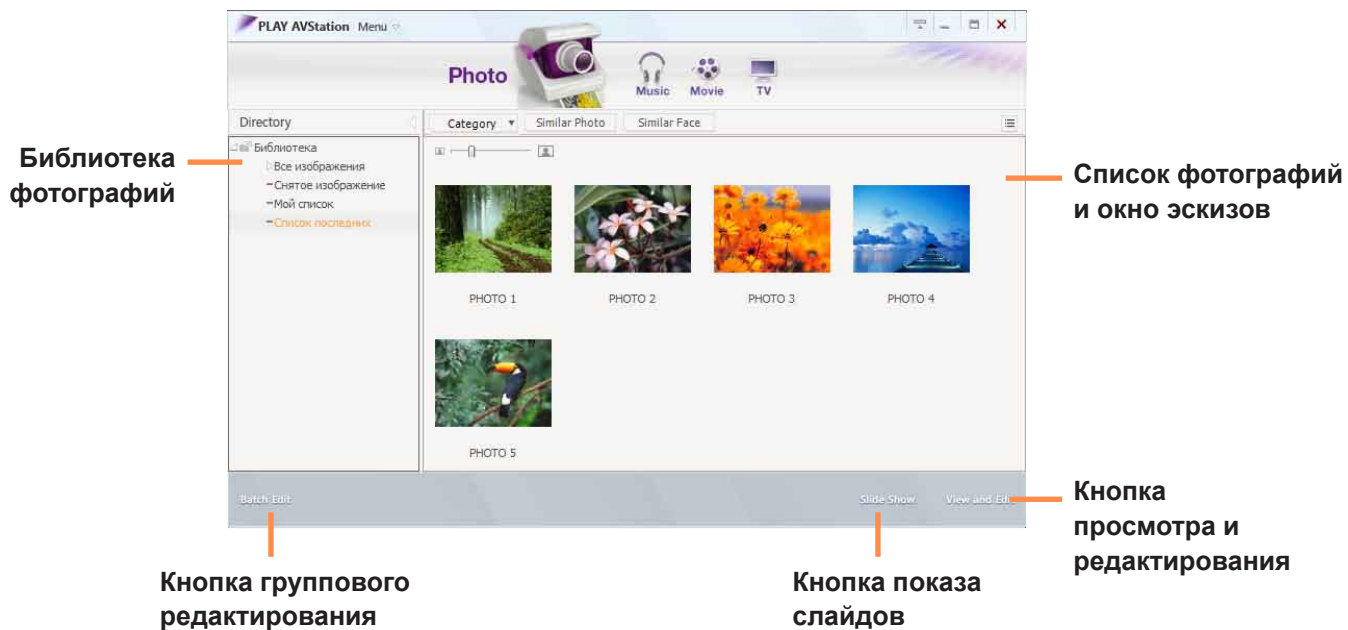 PLAY AVStation Menu
Photo
Music Movie TV
Directory
Category Similar Photo Similar Face
Библиотека
Все изображения
Снятое изображение
Мой список
Список последних
PHOTO 1 PHOTO 2 PHOTO 3 PHOTO 4
PHOTO 5
Batch Edit Slide Show View and Edit
Библиотека
фотографий
Список фотографий
и окно эскизов
Кнопка
просмотра и
редактирования
Кнопка группового
редактирования
Кнопка показа
слайдов